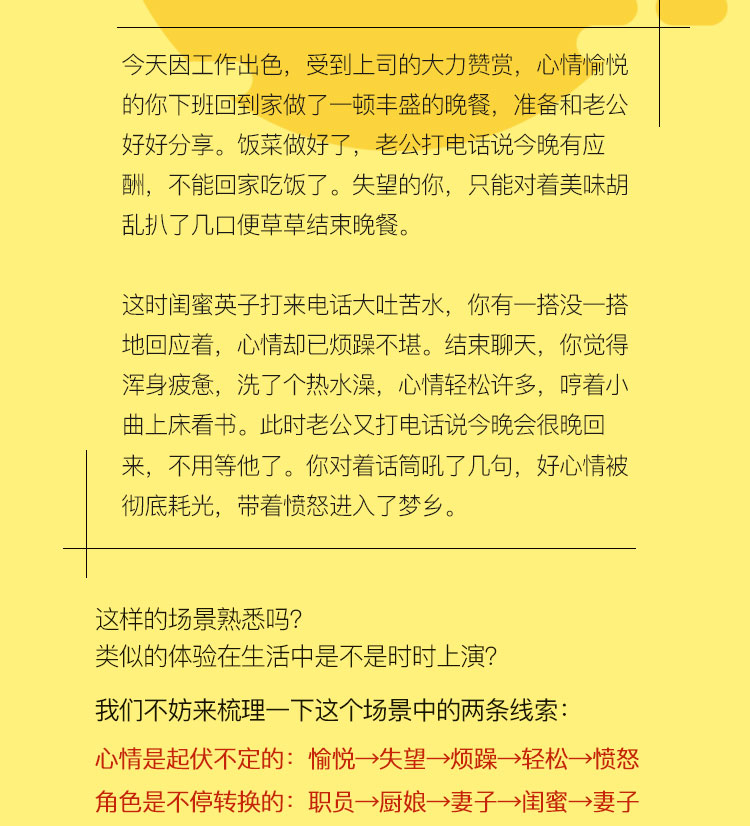 今天因工作出色，受到上司的大力赞赏，心情愉悦
的你下班回到家做了一顿丰盛的晚餐，准备和老公
好好分享。饭菜做好了，老公打电话说今晚有应
酬，不能回家吃饭了。失望的你，只能对着美味胡
乱扒了几口便草草结束晚餐。
这时闺蜜英子打来电话大吐苦水，你有一搭没一搭
地回应着，心情却已烦躁不堪。结束聊天，你觉得
浑身疲惫，洗了个热水澡，心情轻松许多，哼着小
曲上床看书。此时老公又打电话说今晚会很晚回
来，不用等他了。你对着话筒吼了几句，好心情被
彻底耗光，带着愤怒进入了梦乡。
这样的场景熟悉吗？
类似的体验在生活中是不是时时上演？
我们不妨来梳理一下这个场景中的两条线索：
心情是起伏不定的：愉悦→失望→烦躁→轻松→愤怒
角色是不停转换的：职员→厨娘→妻子→闺蜜→妻子